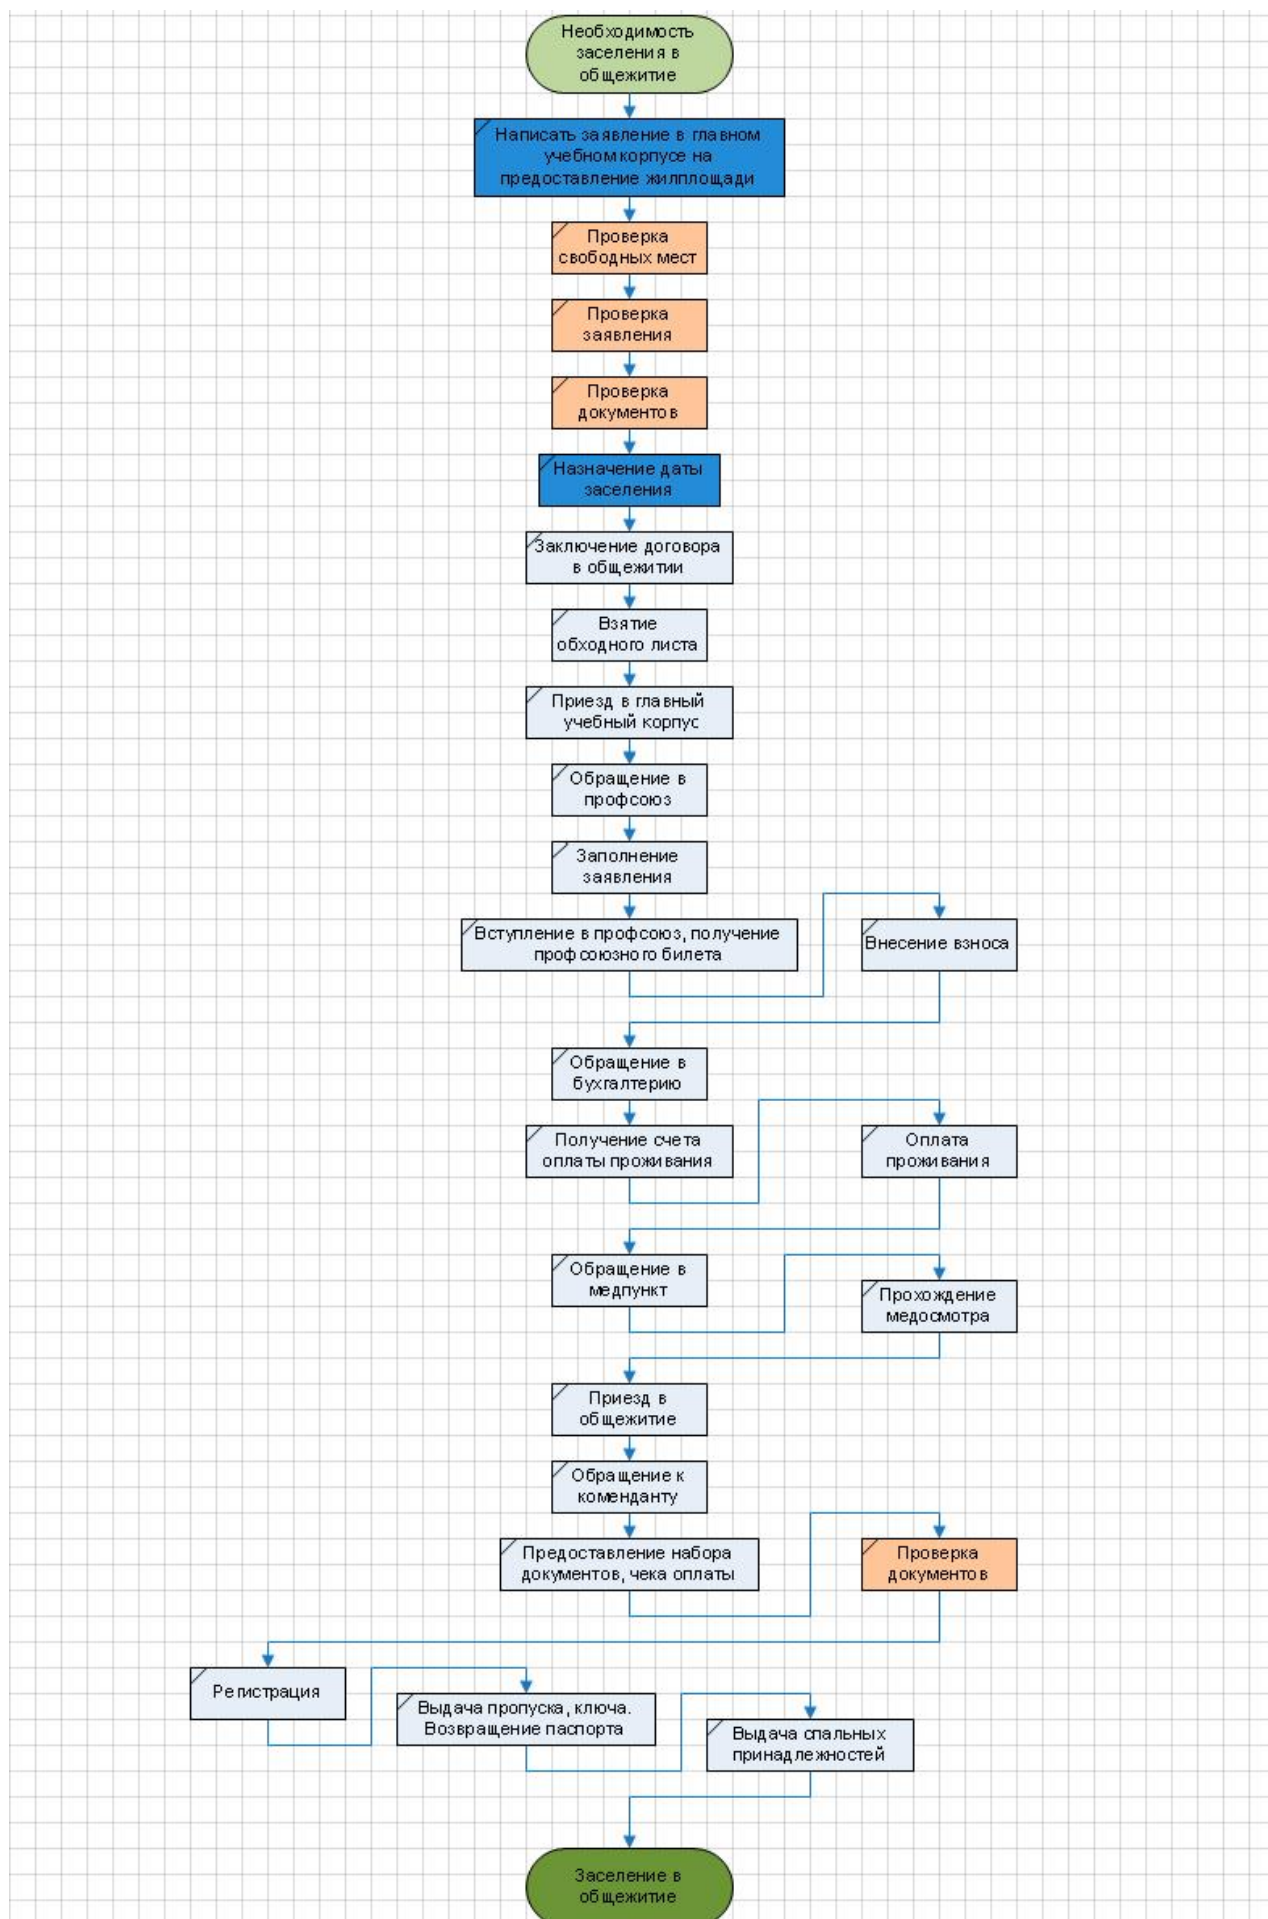 Необходимость
заселения в
общежитие
Написать заявление в главном
учебном корпусе на
предоставление жилплощади
Проверка
свободных мест
Проверка
заявления
Проверка
документов
Назначение даты
заселения
Заключение договора
в общежитии
Взятие
обходного листа
Приезд в главный
учебный корпус
Обращение в
профсоюз
Заполнение
заявления
Вступление в профсоюз, получение
профсоюзного билета
Внесение взноса
Обращение в
бухгалтерию
Получение счета
оплаты проживания
Оплата
проживания
Обращение в
медпункт
Прохождение
медосмотра
Приезд в
общежитие
Обращение к
коменданту
Предоставление набора
документов, чека оплаты
Проверка
документов
Регистрация
Выдача пропуска, ключа.
Возвращение паспорта
Выдача спальных
принадлежностей
Заселение в
общежитие